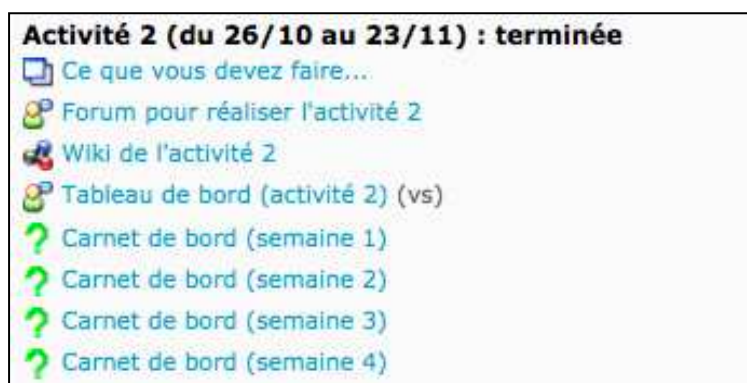 Activité 2 (du 26/10 au 23/11) : terminée
Ce que vous devez faire...
Forum pour réaliser l'activité 2
Wiki de l'activité 2
Tableau de bord (activité 2) (vs)
Carnet de bord (semaine 1)
Carnet de bord (semaine 2)
Carnet de bord (semaine 3)
Carnet de bord (semaine 4)